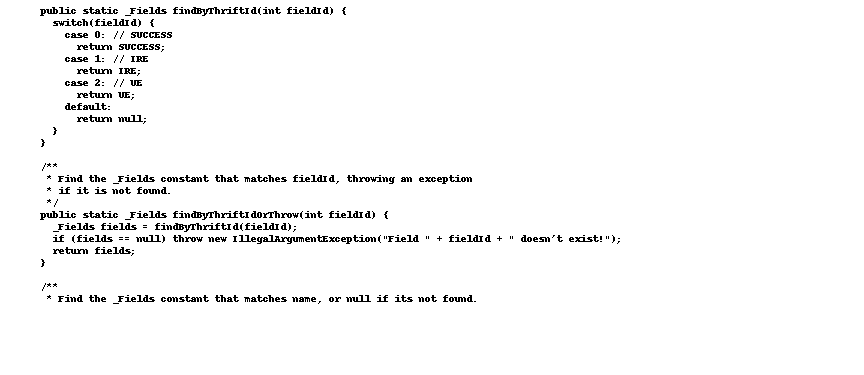 public static _Fields findByThriftId(int fieldId) {
switch(fieldId) {
case 0: // SUCCESS
return SUCCESS;
case 1: // IRE
return IRE;
case 2: // UE
return UE;
default:
return null;
}
}
/**
* Find the _Fields constant that matches fieldId, throwing an exception
* if it is not found.
*/
public static _Fields findByThriftIdOrThrow(int fieldId) {
_Fields fields = findByThriftId(fieldId);
if (fields == null) throw new IllegalArgumentException("Field " + fieldId + " doesn't exist!");
return fields;
}
/**
* Find the _Fields constant that matches name, or null if its not found.